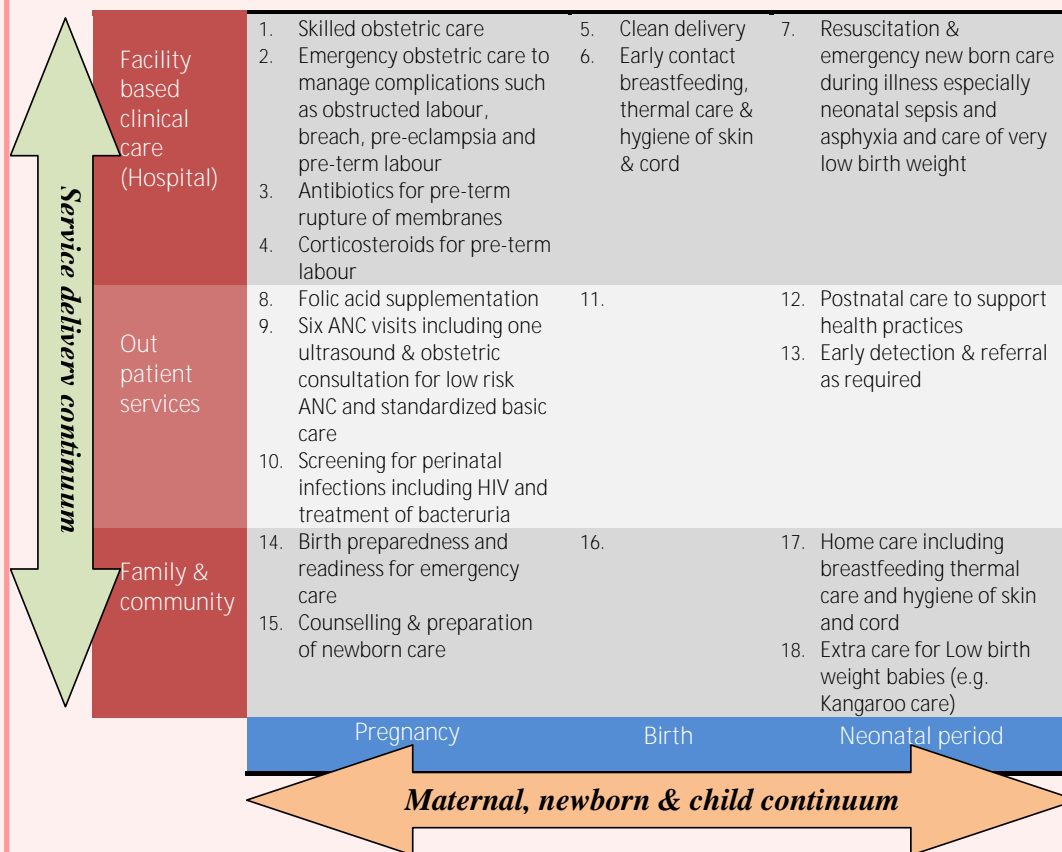 Service delivery continuum
Facility
based
clinical
care
(Hospital)
1. Skilled obstetric care
2. Emergency obstetric care to
manage complications such
as obstructed labour,
breach, pre-eclampsia and
pre-term labour
3. Antibiotics for pre-term
rupture of membranes
4. Corticosteroids for pre-term
labour
5. Clean delivery
6. Early contact
breastfeeding,
thermal care &
hygiene of skin
& cord
7. Resuscitation &
emergency new born care
during illness especially
neonatal sepsis and
asphyxia and care of very
low birth weight
Out
patient
services
8. Folic acid supplementation
9. Six ANC visits including one
ultrasound & obstetric
consultation for low risk
ANC and standardized basic
care
10. Screening for perinatal
infections including HIV and
treatment of bacteruria
11.
12. Postnatal care to support
health practices
13. Early detection & referral
as required
Family &
community
14. Birth preparedness and
readiness for emergency
care
15. Counselling & preparation
of newborn care
16.
17. Home care including
breastfeeding thermal
care and hygiene of skin
and cord
18. Extra care for Low birth
weight babies (e.g.
Kangaroo care)
Pregnancy
Birth
Neonatal period
Maternal, newborn & child continuum